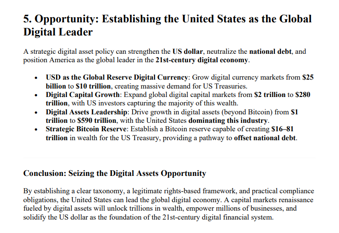 5. Opportunity: Establishing the United States as the Global
Digital Leader
A strategic digital asset policy can strengthen the US dollar, neutralize the national debt, and
position America as the global leader in the 21st-century digital economy.
• USD as the Global Reserve Digital Currency: Grow digital currency markets from $25
billion to $10 trillion, creating massive demand for US Treasuries.
• Digital Capital Growth: Expand global digital capital markets from $2 trillion to $280
trillion, with US investors capturing the majority of this wealth.
• Digital Assets Leadership: Drive growth in digital assets (beyond Bitcoin) from $1
trillion to $590 trillion, with the United States dominating this industry.
• Strategic Bitcoin Reserve: Establish a Bitcoin reserve capable of creating $16–81
trillion in wealth for the US Treasury, providing a pathway to offset national debt.
Conclusion: Seizing the Digital Assets Opportunity
By establishing a clear taxonomy, a legitimate rights-based framework, and practical compliance
obligations, the United States can lead the global digital economy. A capital markets renaissance
fueled by digital assets will unlock trillions in wealth, empower millions of businesses, and
solidify the US dollar as the foundation of the 21st-century digital financial system.